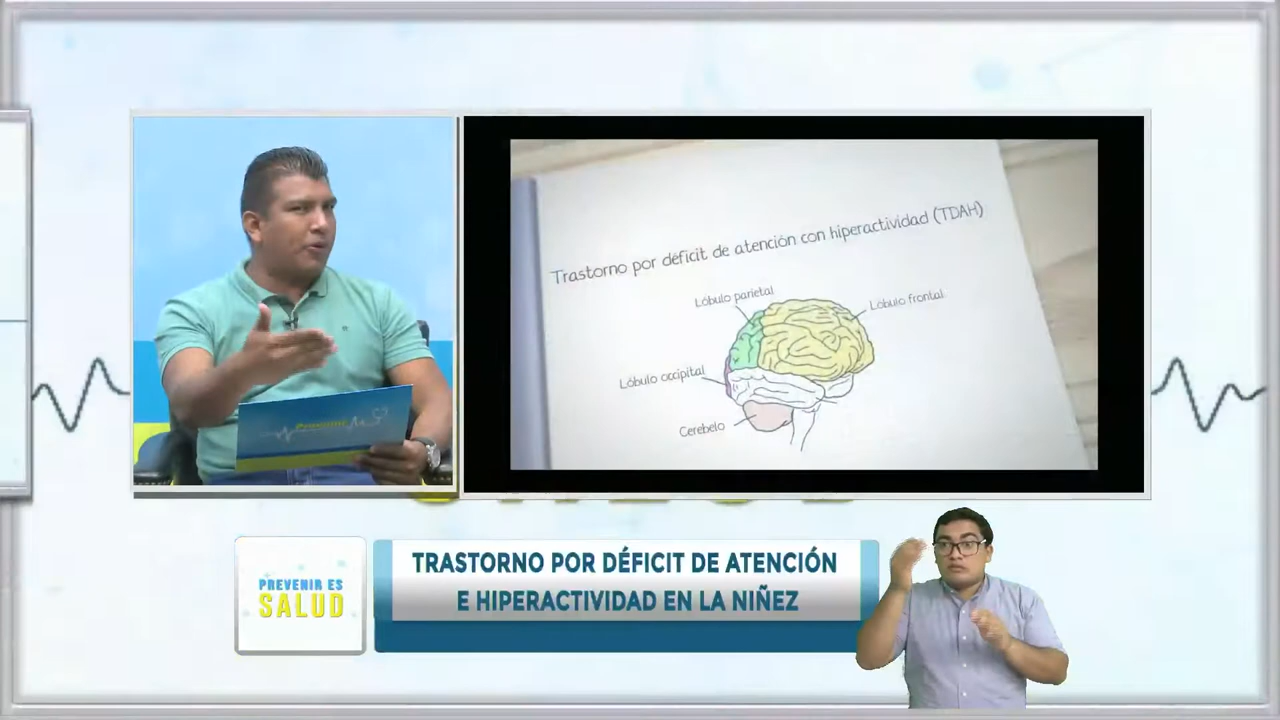 Trastorno por déficit de atención con hiperactividad (TDAH)
Lóbulo parietal
Lóbulo frontal
Lóbulo occipital
Cerebelo
Prevenir
PREVENIR ES
SALUD
TRASTORNO POR DÉFICIT DE ATENCIÓN
E HIPERACTIVIDAD EN LA NIÑEZ